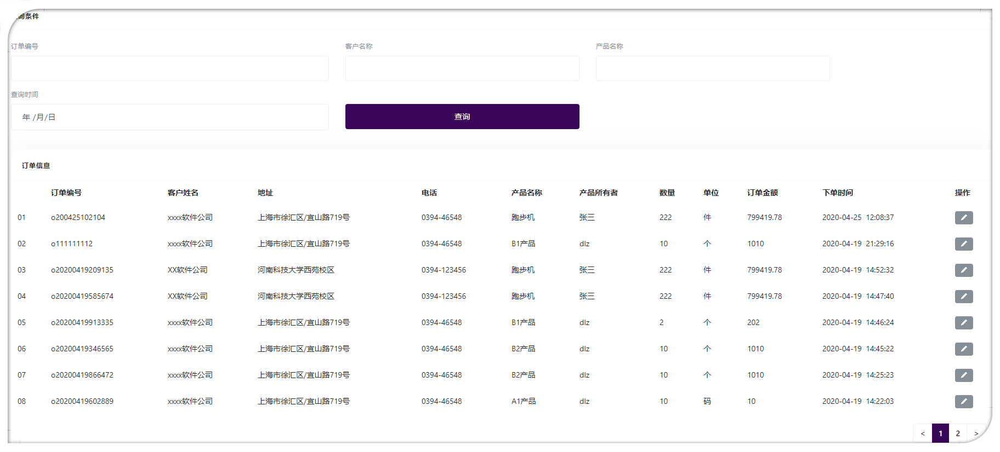 询条件
订单编号 客户名称 产品名称
查询时间
年 /月/日 查询
订单信息
订单编号 客户姓名 地址 电话 产品名称 产品所有者 数量 单位 订单金额 下单时间 操作
01 o200425102104 xxxx软件公司 上海市徐汇区/宜山路719号 0394-46548 跑步机 张三 222 件 799419.78 2020-04-25 12:08:37
02 o111111112 xxxx软件公司 上海市徐汇区/宜山路719号 0394-46548 B1产品 dlz 10 个 1010 2020-04-19 21:29:16
03 o20200419209135 XX软件公司 河南科技大学西苑校区 0394-123456 跑步机 张三 222 件 799419.78 2020-04-19 14:52:32
04 o20200419585674 XX软件公司 河南科技大学西苑校区 0394-123456 跑步机 张三 222 件 799419.78 2020-04-19 14:47:40
05 o20200419913335 xxxx软件公司 上海市徐汇区/宜山路719号 0394-46548 B1产品 dlz 2 个 202 2020-04-19 14:46:24
06 o20200419346565 xxxx软件公司 上海市徐汇区/宜山路719号 0394-46548 B2产品 dlz 10 个 1010 2020-04-19 14:45:22
07 o20200419866472 xxxx软件公司 上海市徐汇区/宜山路719号 0394-46548 B2产品 dlz 10 个 1010 2020-04-19 14:25:23
08 o20200419602889 xxxx软件公司 上海市徐汇区/宜山路719号 0394-46548 A1产品 dlz 10 码 10 2020-04-19 14:22:03
< 1 2 >